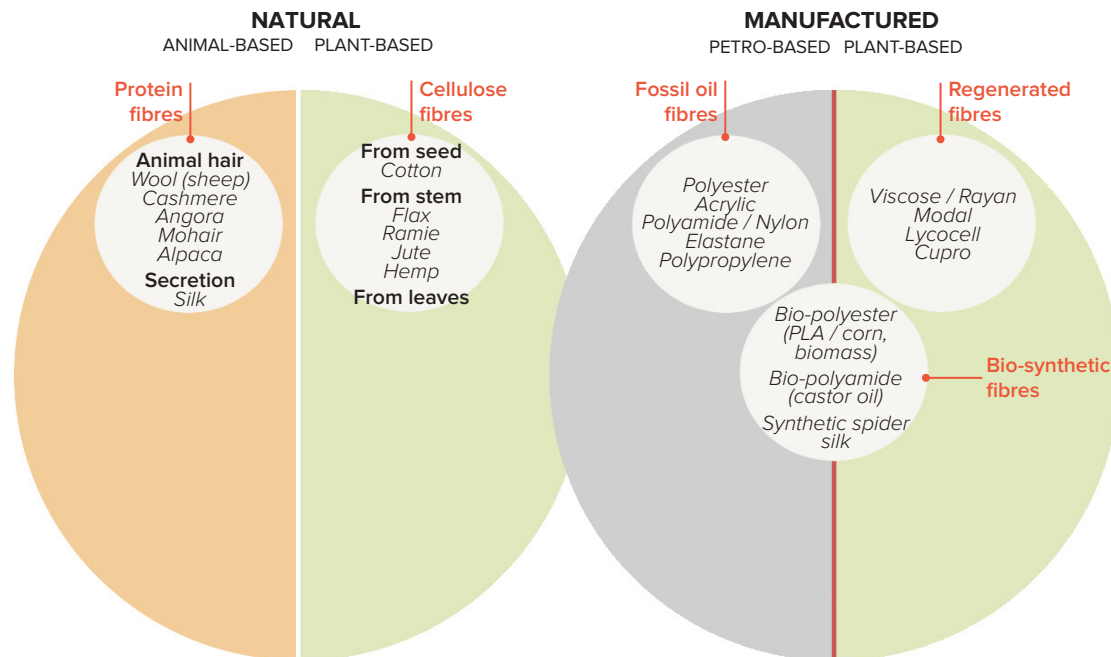 NATURAL
ANIMAL-BASED
PLANT-BASED
Protein
fibres
Cellulose
fibres
Animal hair
Wool (sheep)
Cashmere
Angora
Mohair
Alpaca
Secretion
Silk
From seed
Cotton
From stem
Flax
Ramie
Jute
Hemp
From leaves
MANUFACTURED
PETRO-BASED
PLANT-BASED
Fossil oil
fibres
Regenerated
fibres
Polyester
Acrylic
Polyamide / Nylon
Elastane
Polypropylene
Viscose / Rayan
Modal
Lycocell
Cupro
Bio-polyester
(PLA / corn,
biomass)
Bio-polyamide
(castor oil)
Synthetic spider
silk
Bio-synthetic
fibres